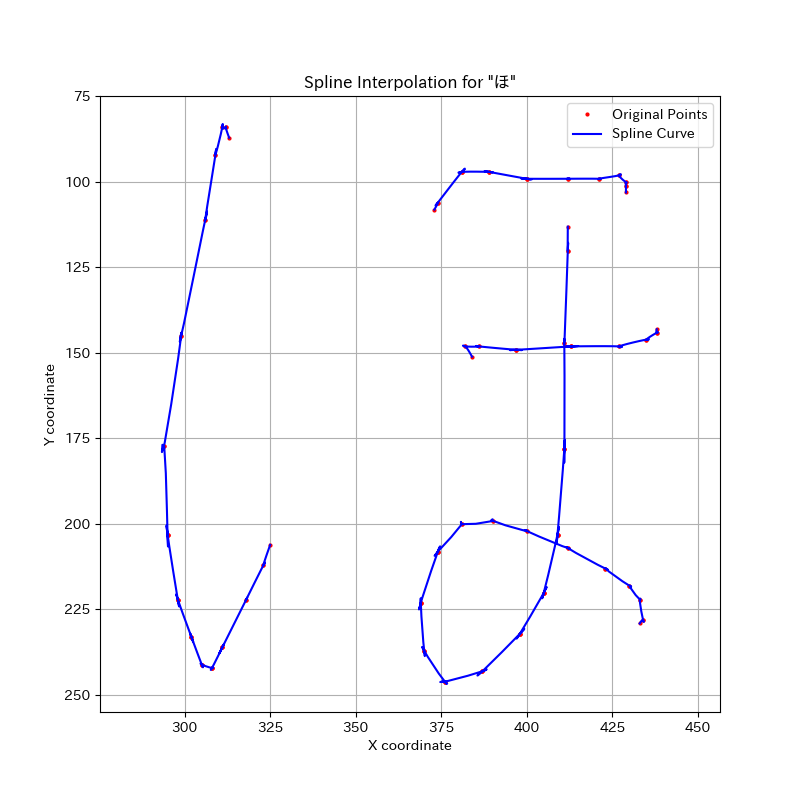 Spline Interpolation for "ほ"
Original Points
Spline Curve
75
100
125
150
175
200
225
250
Y coordinate
ほ
300
325
350
375
400
425
450
X coordinate